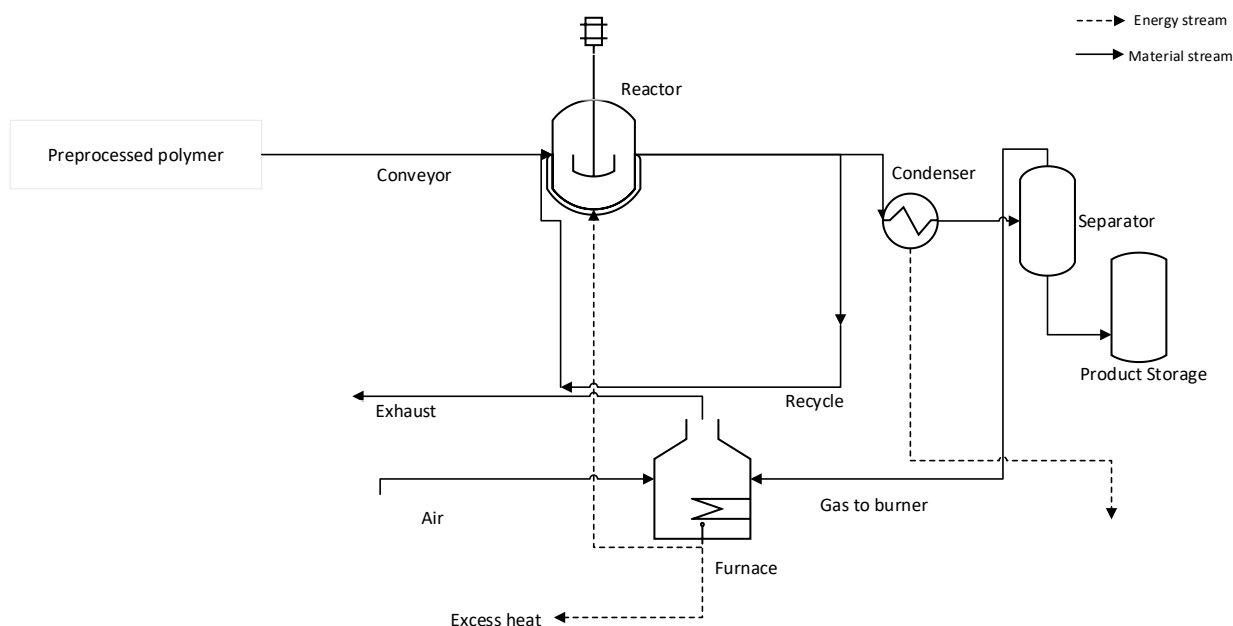 Energy stream
Material stream
Reactor
Preprocessed polymer
Conveyor
Condenser
Separator
Product Storage
Recycle
Exhaust
Gas to burner
Air
Furnace
Excess heat